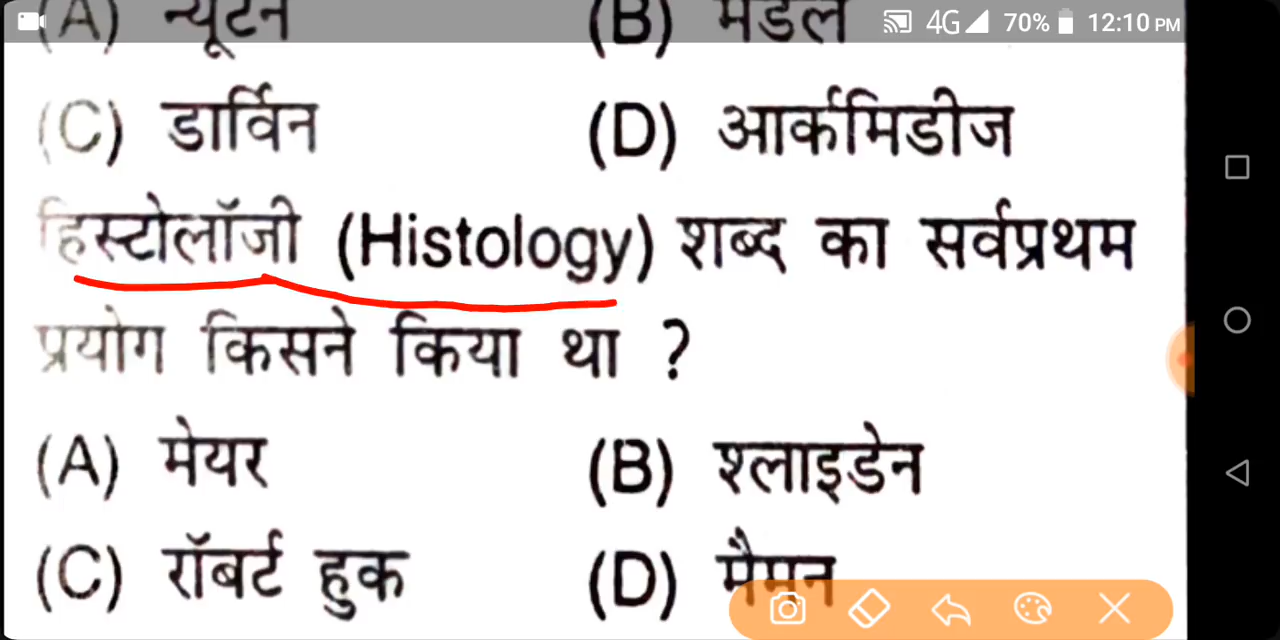 (A) न्यूटन (B) मेंडल 4G 70% 12:10 PM
(C) डार्विन (D) आर्कमिडीज
हिस्टोलॉजी (Histology) शब्द का सर्वप्रथम
प्रयोग किसने किया था ?
(A) मेयर (B) श्लाइडेन
(C) रॉबर्ट हुक (D)